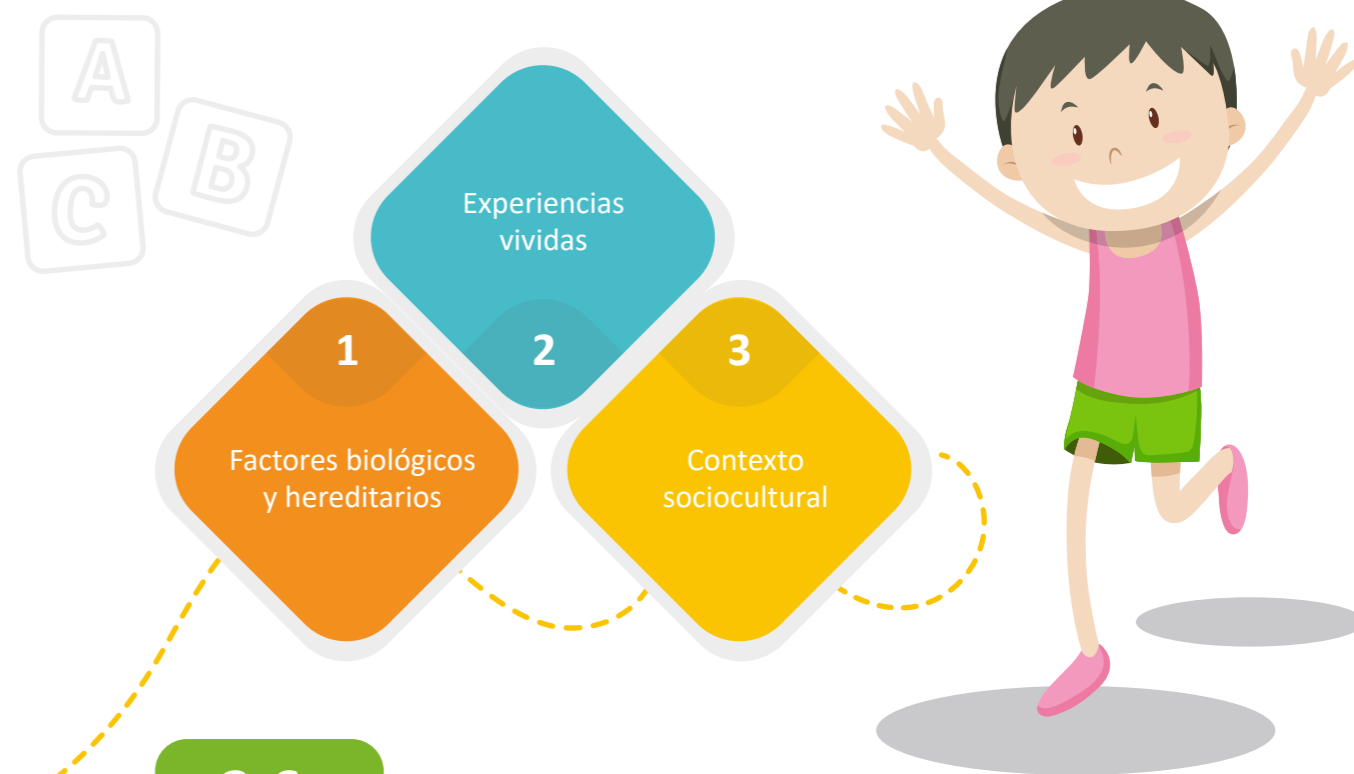 A
B
C
Experiencias
vividas
1
2
3
Factores biológicos
y hereditarios
Contexto
sociocultural